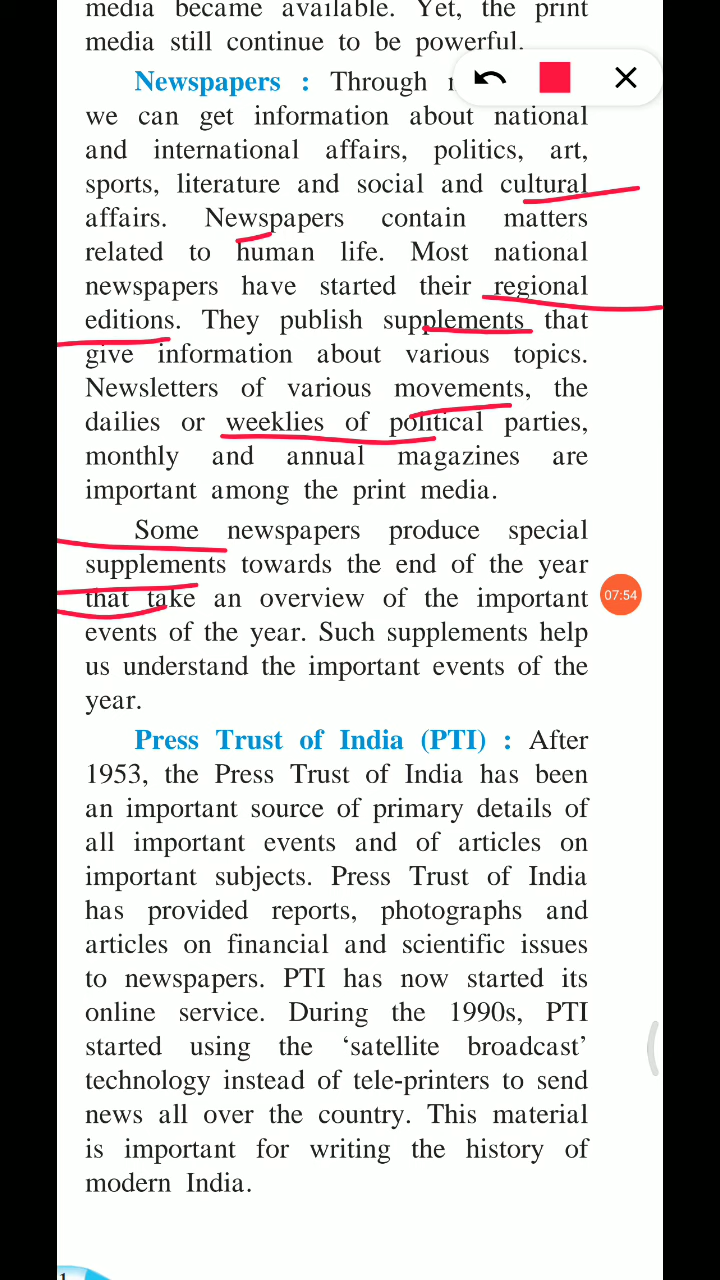 media became available. Yet, the print
media still continue to be powerful.
Newspapers : Through
we can get information about national
and international affairs, politics, art,
sports, literature and social and cultural
affairs. Newspapers contain matters
related to human life. Most national
newspapers have started their regional
editions. They publish supplements that
give information about various topics.
Newsletters of various movements, the
dailies or weeklies of political parties,
monthly and annual magazines are
important among the print media.
Some newspapers produce special
supplements towards the end of the year
that take an overview of the important
07:54
events of the year. Such supplements help
us understand the important events of the
year.
Press Trust of India (PTI) : After
1953, the Press Trust of India has been
an important source of primary details of
all important events and of articles on
important subjects. Press Trust of India
has provided reports, photographs and
articles on financial and scientific issues
to newspapers. PTI has now started its
online service. During the 1990s, PTI
started using the ‘satellite broadcast’
technology instead of tele-printers to send
news all over the country. This material
is important for writing the history of
modern India.
1